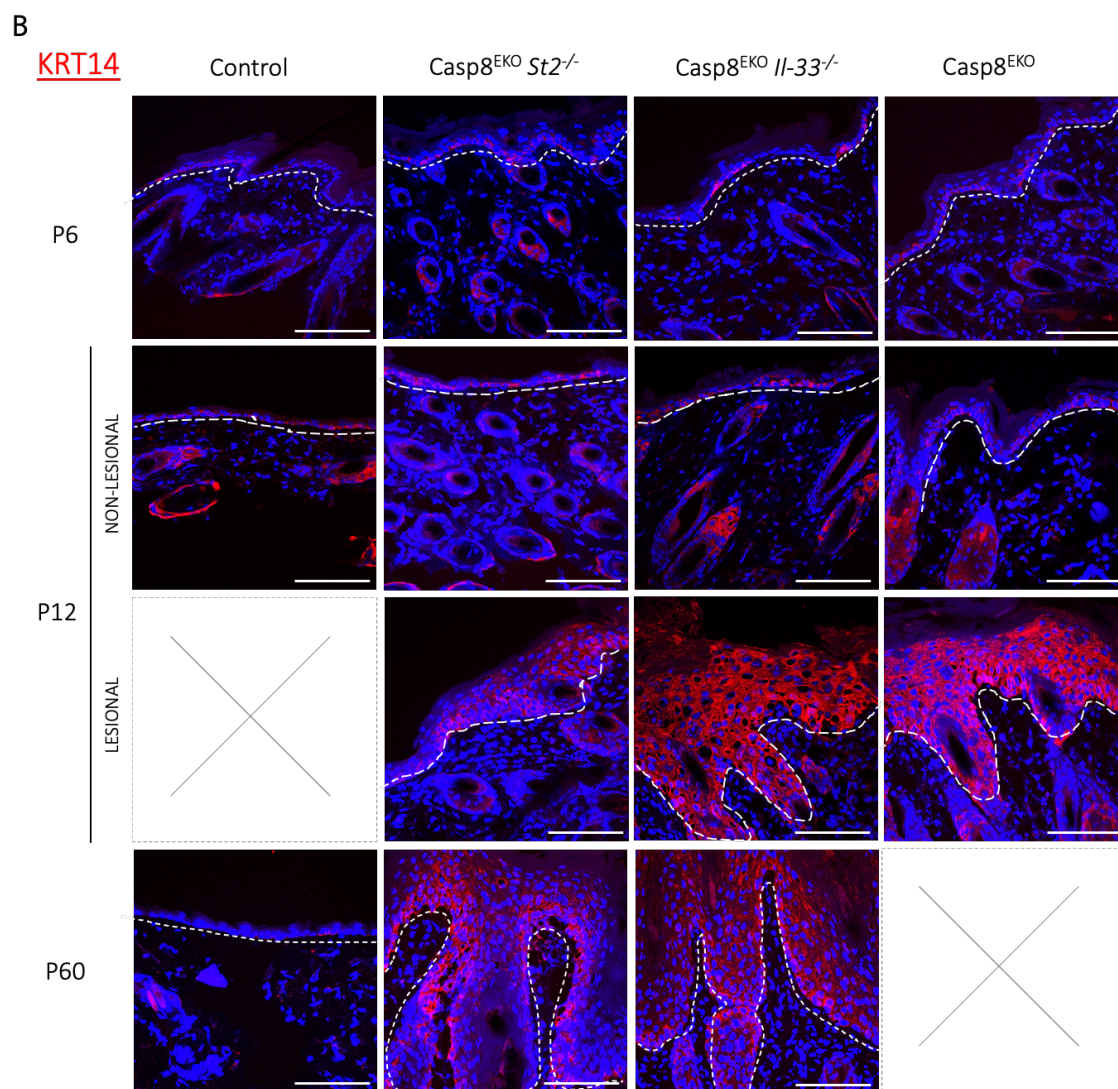 B
KRT14
Control
Casp8EKO St2-/-
Casp8EKO Il-33-/-
Casp8EKO
P6
P12
NON-LESIONAL
LESIONAL
P60